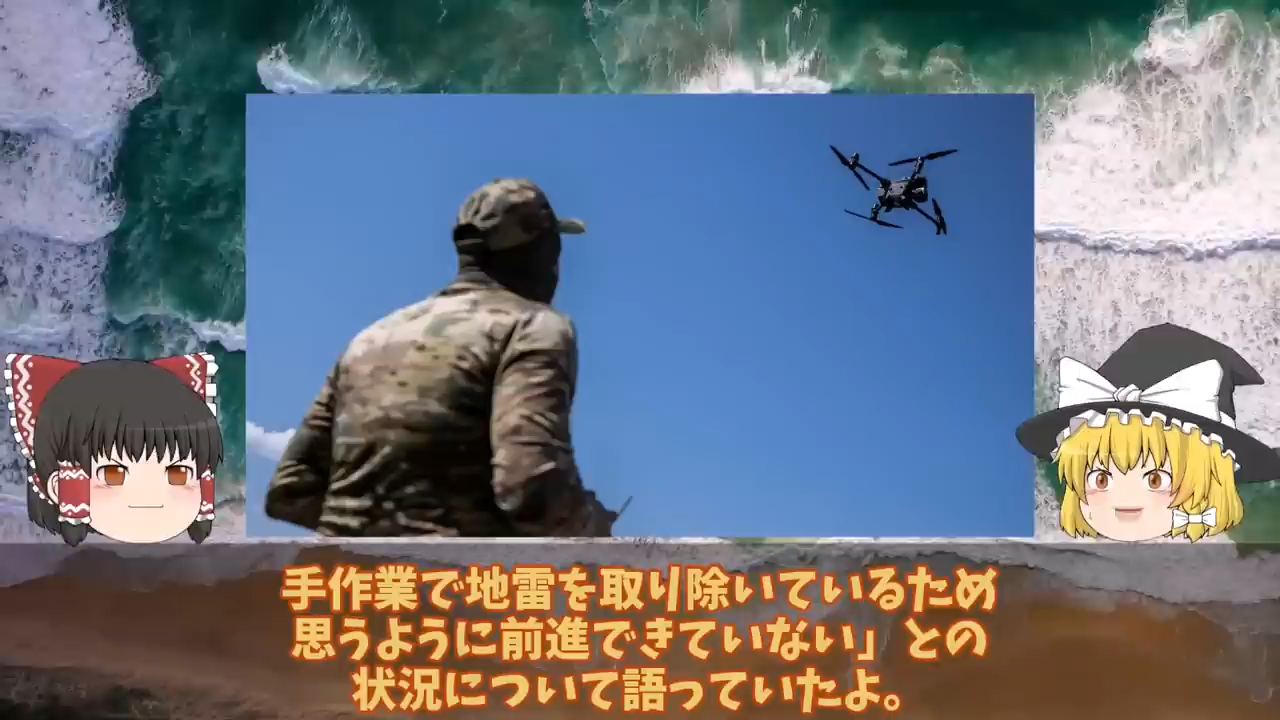 手作業で地雷を取り除いているため
思うように前進できていない」との
状況について語っていたよ。